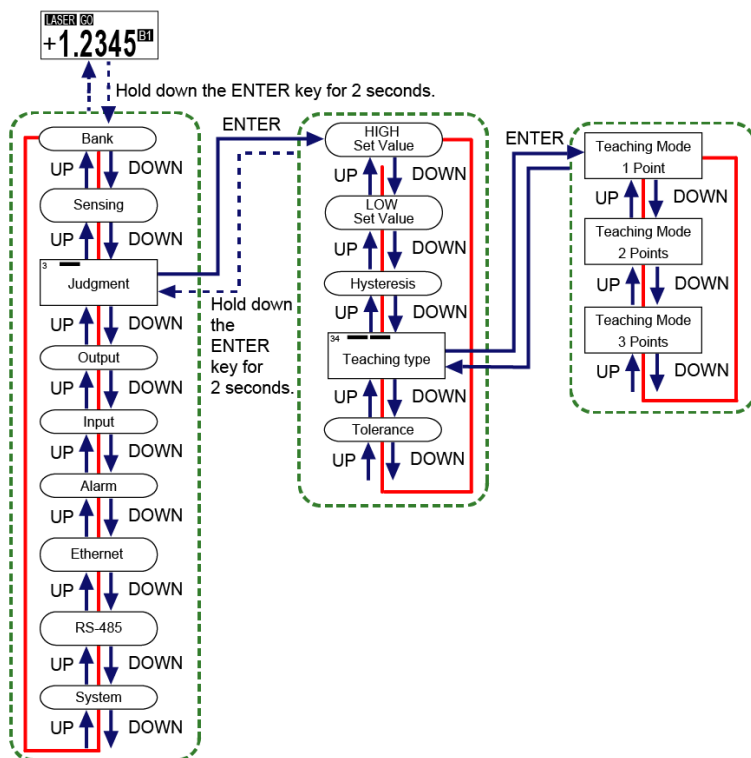 LASER GO
+1.2345 B1
Hold down the ENTER key for 2 seconds.
Bank
UP DOWN
Sensing
UP DOWN
3
Judgment
UP DOWN
Output
UP DOWN
Input
UP DOWN
Alarm
UP DOWN
Ethernet
UP DOWN
RS-485
UP DOWN
System
UP DOWN
ENTER
Hold down
the
ENTER
key for
2 seconds.
HIGH
Set Value
UP DOWN
LOW
Set Value
UP DOWN
Hysteresis
UP DOWN
34
Teaching type
UP DOWN
Tolerance
UP DOWN
ENTER
Teaching Mode
1 Point
UP DOWN
Teaching Mode
2 Points
UP DOWN
Teaching Mode
3 Points
UP DOWN